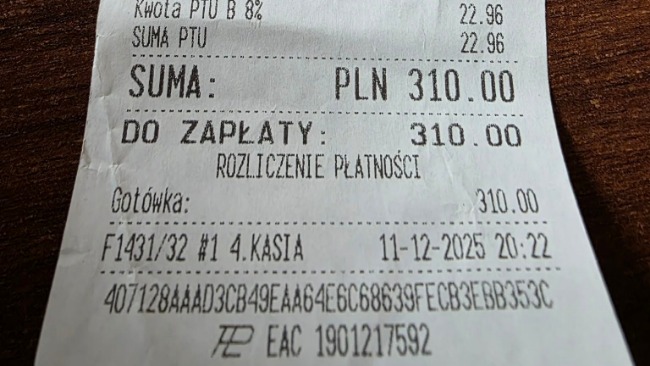 Kwota PTU B 8% 22.96
SUMA PTU 22.96
SUMA: PLN 310.00
DO ZAPŁATY: 310.00
ROZLICZENIE PŁATNOŚCI
Gotówka: 310.00
F1431/32 #1 4.KASIA 11-12-2025 20:22
407128AAAD3CB49EAA64E6C68639FECB3EBB353C
EAC 1901217592